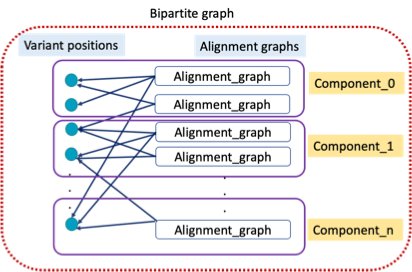 Bipartite graph
Variant positions
Alignment graphs
Alignment_graph
Alignment_graph
Component_0
Alignment_graph
Alignment_graph
Component_1
Alignment_graph
Component_n